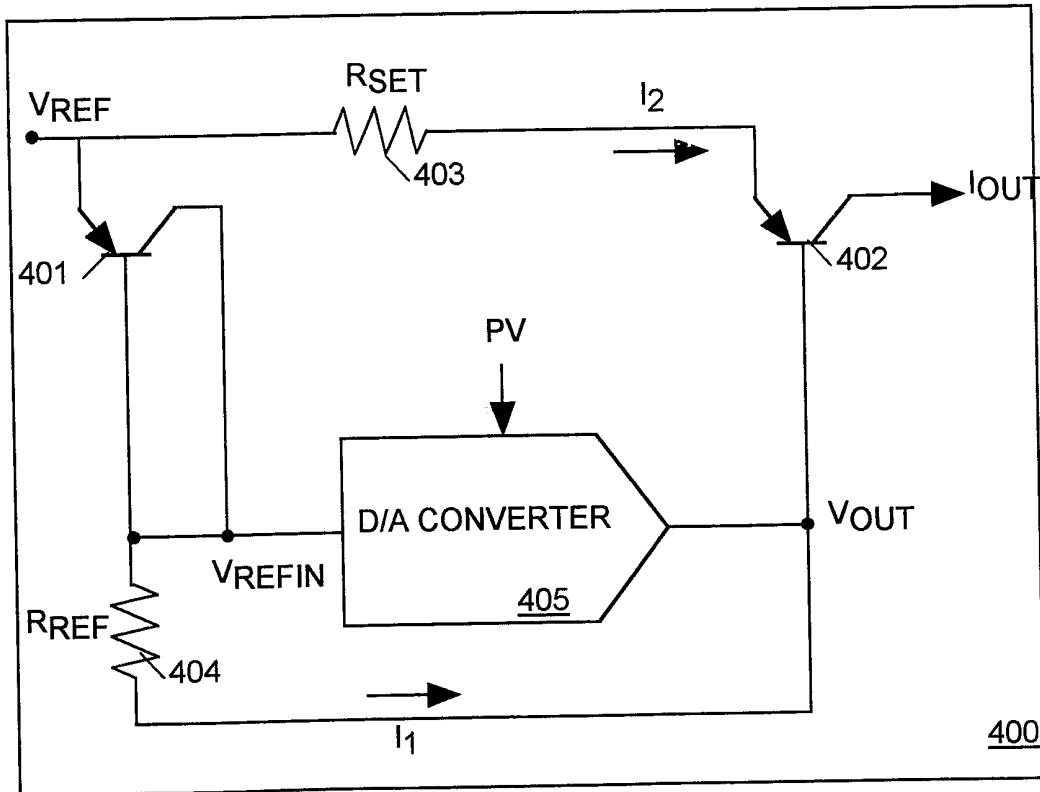 RSET
VREF
I2
403
IOUT
401
402
PV
D/A CONVERTER
VOUT
VREFIN
405
RREF
404
I1
400